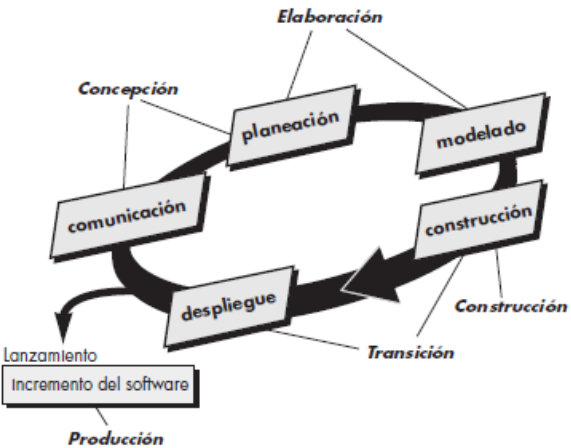 Elaboración
Concepción
planeación
modelado
comunicación
construcción
despliegue
Construcción
Transición
Lanzamiento
Incremento del software
Producción